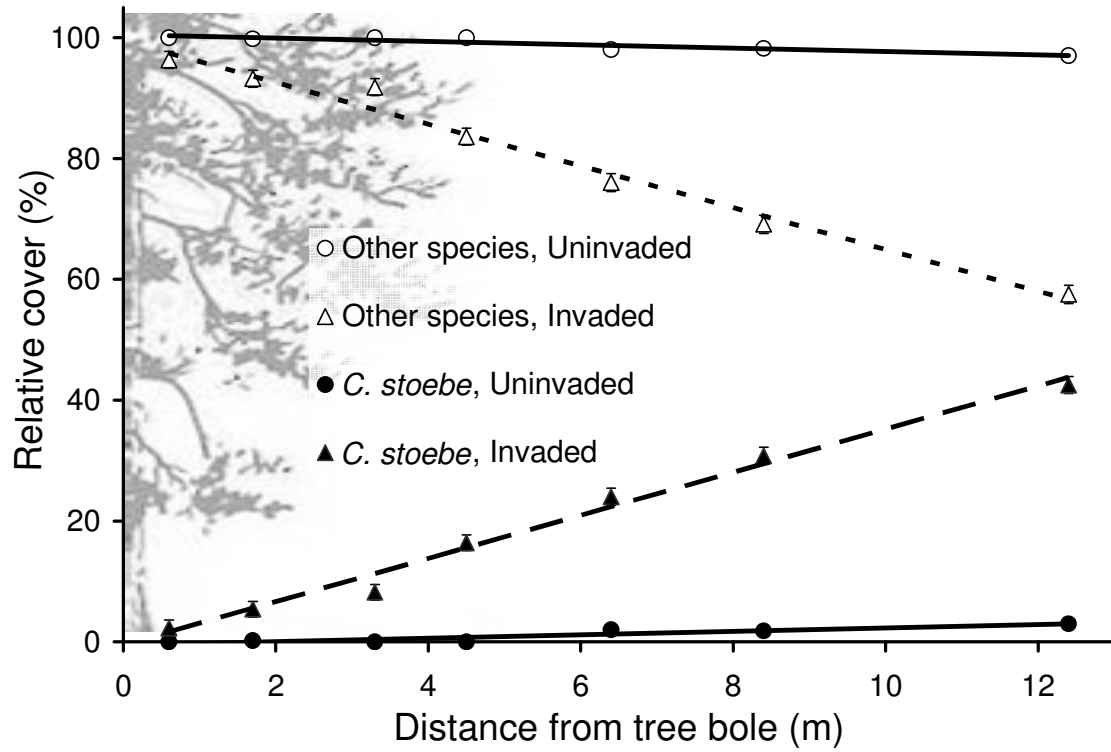 100
80
60
40
20
0
Relative cover (%)
Other species, Uninvaded
Other species, Invaded
C. stoebe, Uninvaded
C. stoebe, Invaded
0 2 4 6 8 10 12
Distance from tree bole (m)